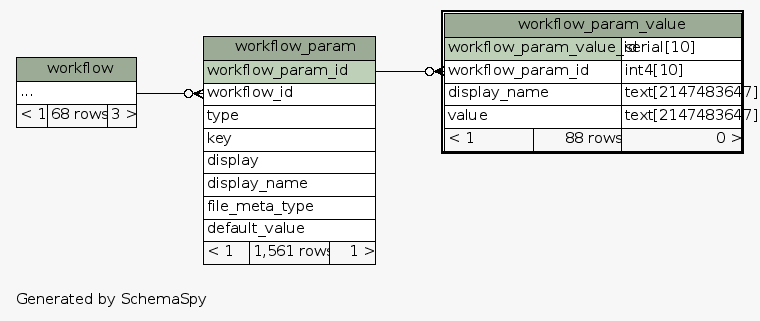 workflow
...
< 1 68 rows 3 >
workflow_param
workflow_param_id
workflow_id
type
key
display
display_name
file_meta_type
default_value
< 1 1,561 rows 1 >
workflow_param_value
workflow_param_value_id serial[10]
workflow_param_id int4[10]
display_name text[2147483647]
value text[2147483647]
< 1 88 rows 0 >
Generated by SchemaSpy